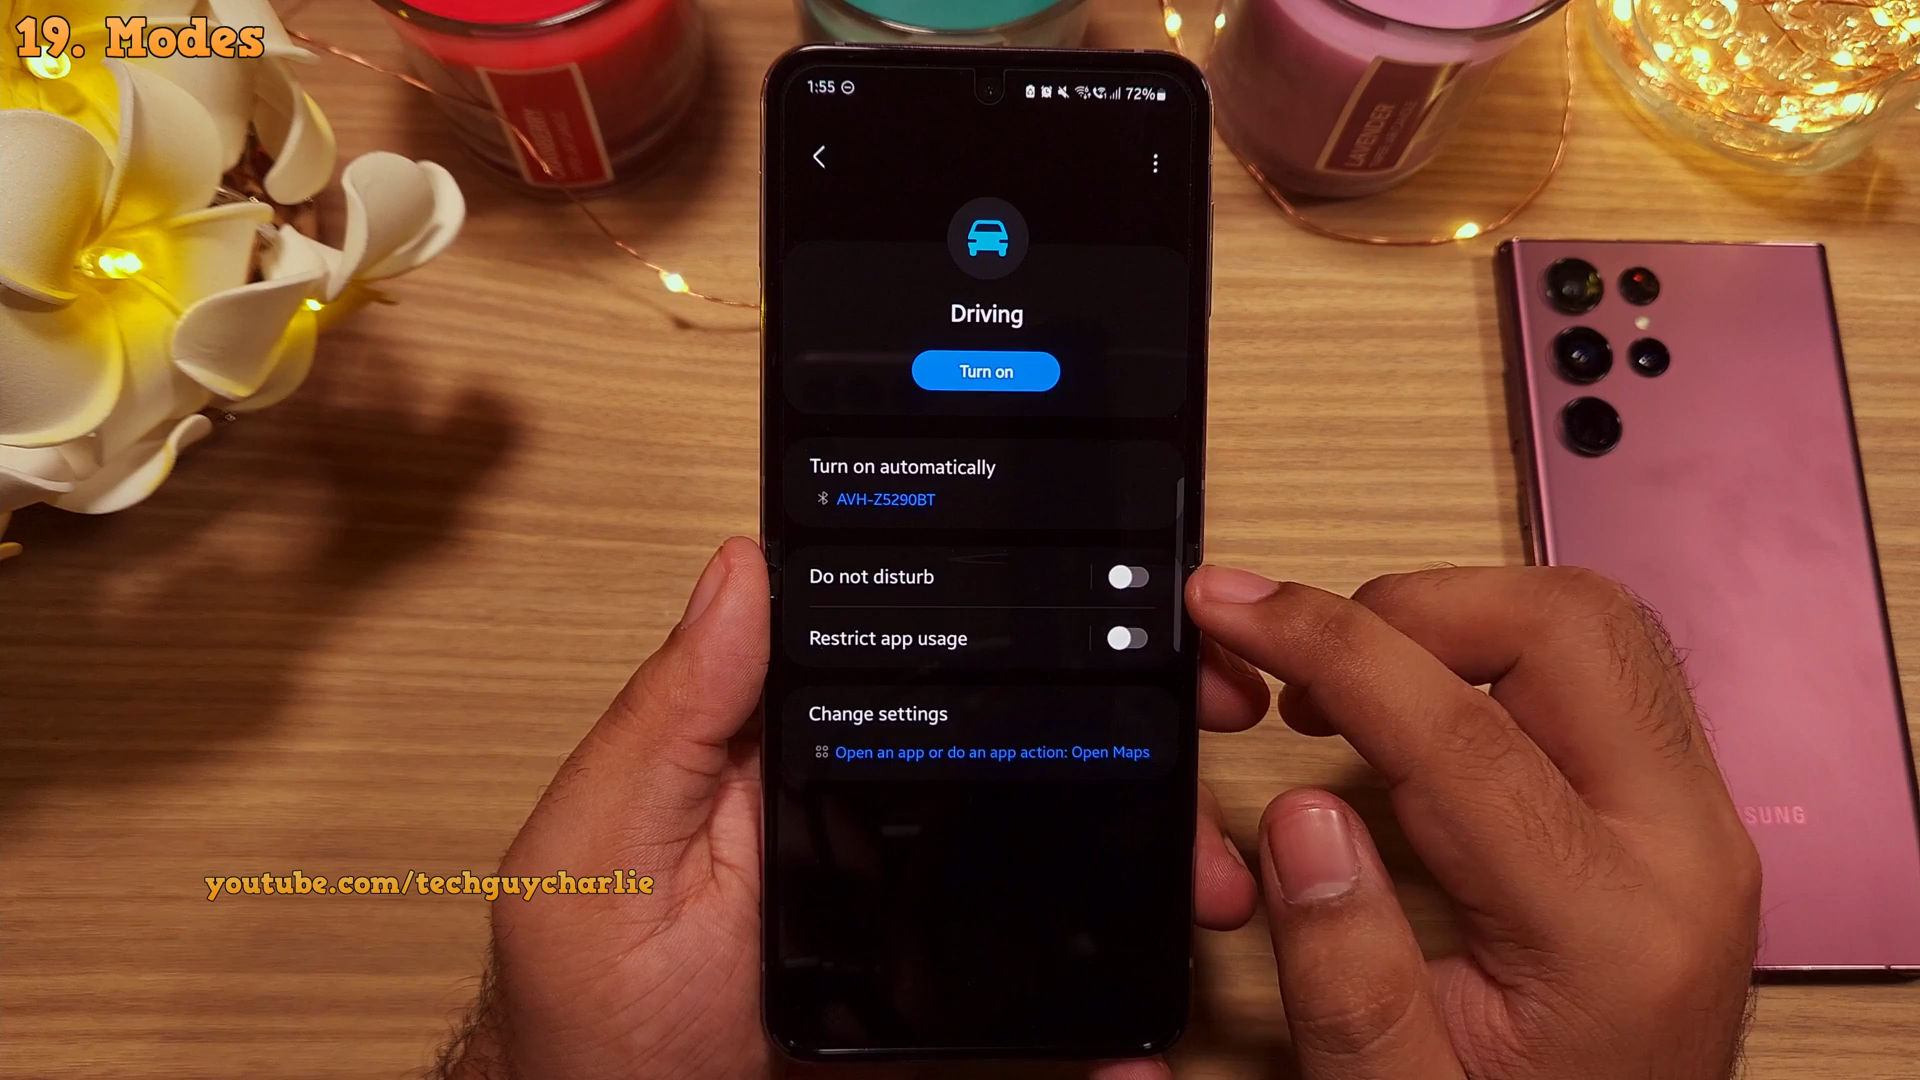 19. Modes
1:55
72%
LAVENDER
Driving
Turn on
Turn on automatically
AVH-Z5290BT
Do not disturb
Restrict app usage
Change settings
Open an app or do an app action: Open Maps
SUNG
youtube.com/techguycharlie